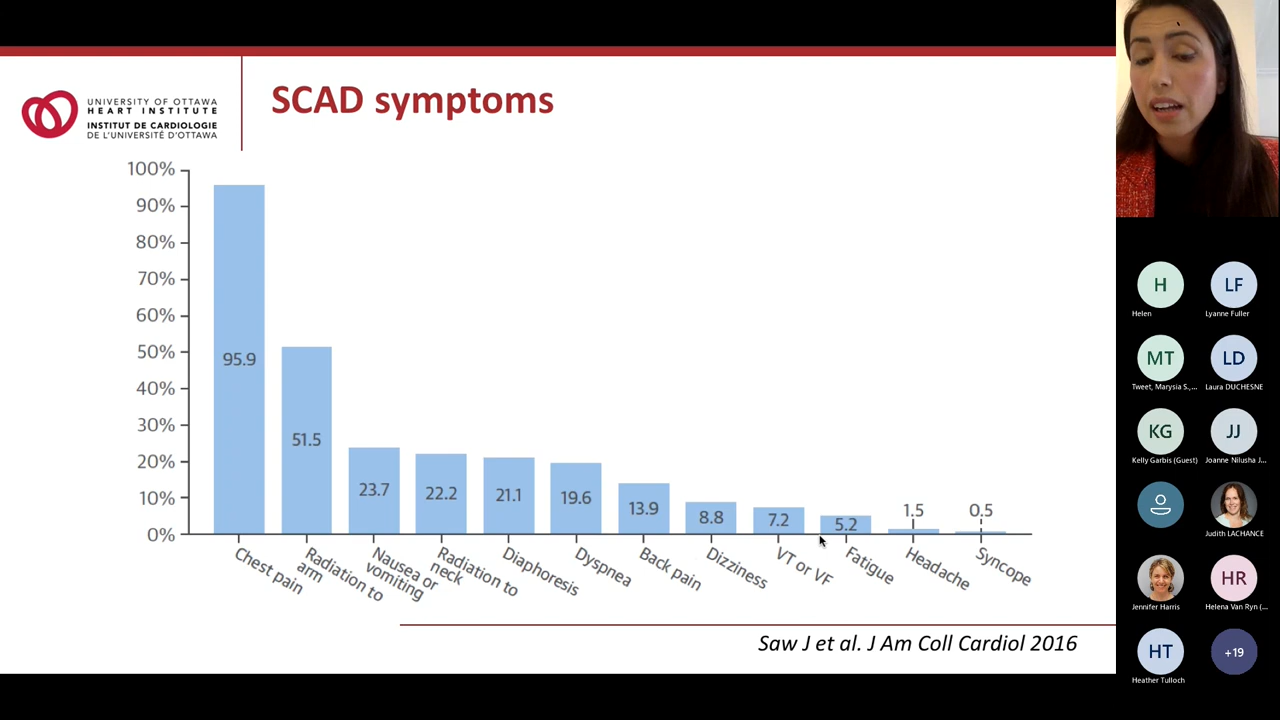 UNIVERSITY OF OTTAWA
HEART INSTITUTE
INSTITUT DE CARDIOLOGIE
DE L'UNIVERSITÉ D'OTTAWA
SCAD symptoms
100%
90%
80%
70%
60%
50%
40%
30%
20%
10%
0%
95.9
51.5
23.7
22.2
21.1
19.6
13.9
8.8
7.2
5.2
1.5
0.5
Chest pain
Radiation to
arm
Nausea or
vomiting
Radiation to
neck
Diaphoresis
Dyspnea
Back pain
Dizziness
VT or VF
Fatigue
Headache
Syncope
Saw J et al. J Am Coll Cardiol 2016
H
Helen
LF
Lyanne Fuller
MT
Tweet, Marysia S.,...
LD
Laura DUCHESNE
KG
Kelly Garbis (Guest)
JJ
Joanne Nilusha J...
Judith LACHANCE
Jennifer Harris
HR
Helena Van Ryn (...
HT
Heather Tulloch
+19